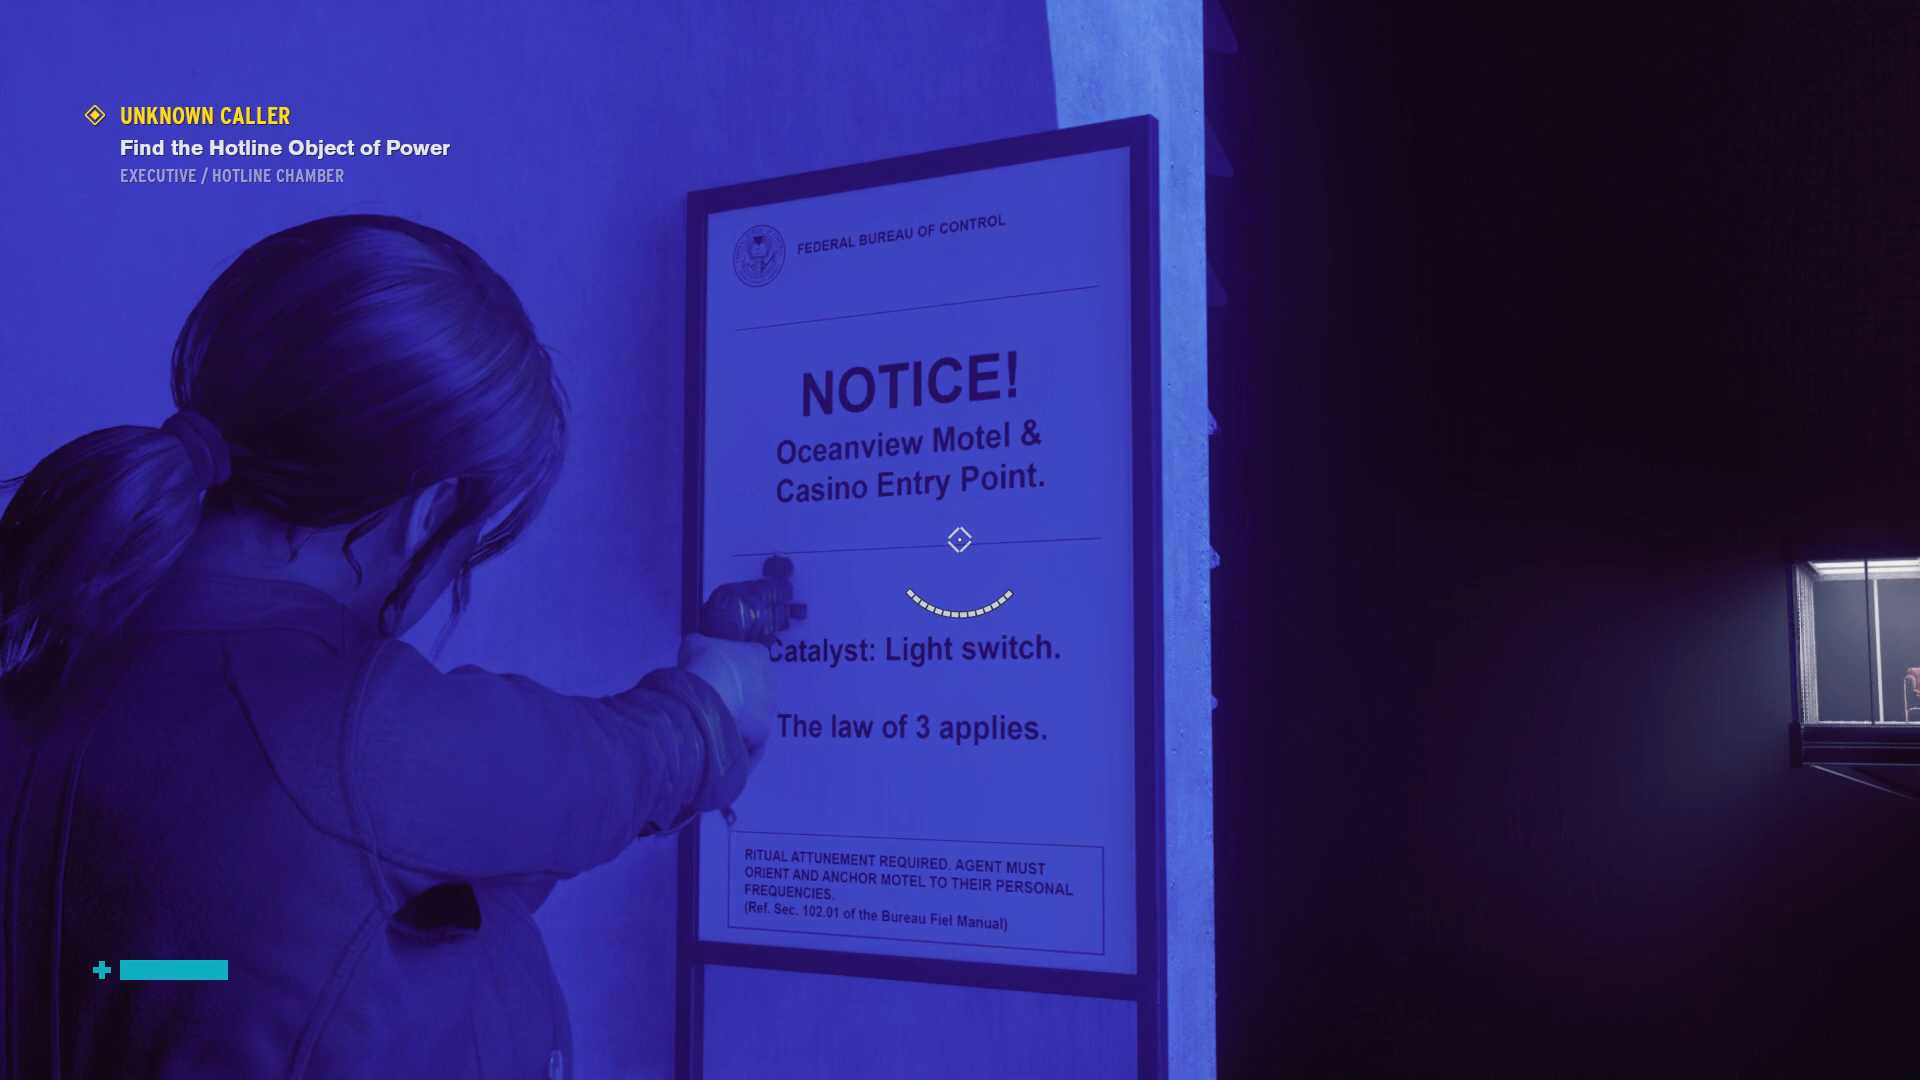 UNKNOWN CALLER
Find the Hotline Object of Power
EXECUTIVE / HOTLINE CHAMBER
FEDERAL BUREAU OF CONTROL
NOTICE!
Oceanview Motel &
Casino Entry Point.
Catalyst: Light switch.
The law of 3 applies.
RITUAL ATTUNEMENT REQUIRED. AGENT MUST
ORIENT AND ANCHOR MOTEL TO THEIR PERSONAL
FREQUENCIES.
(Ref. Sec. 102.01 of the Bureau Fiel Manual)